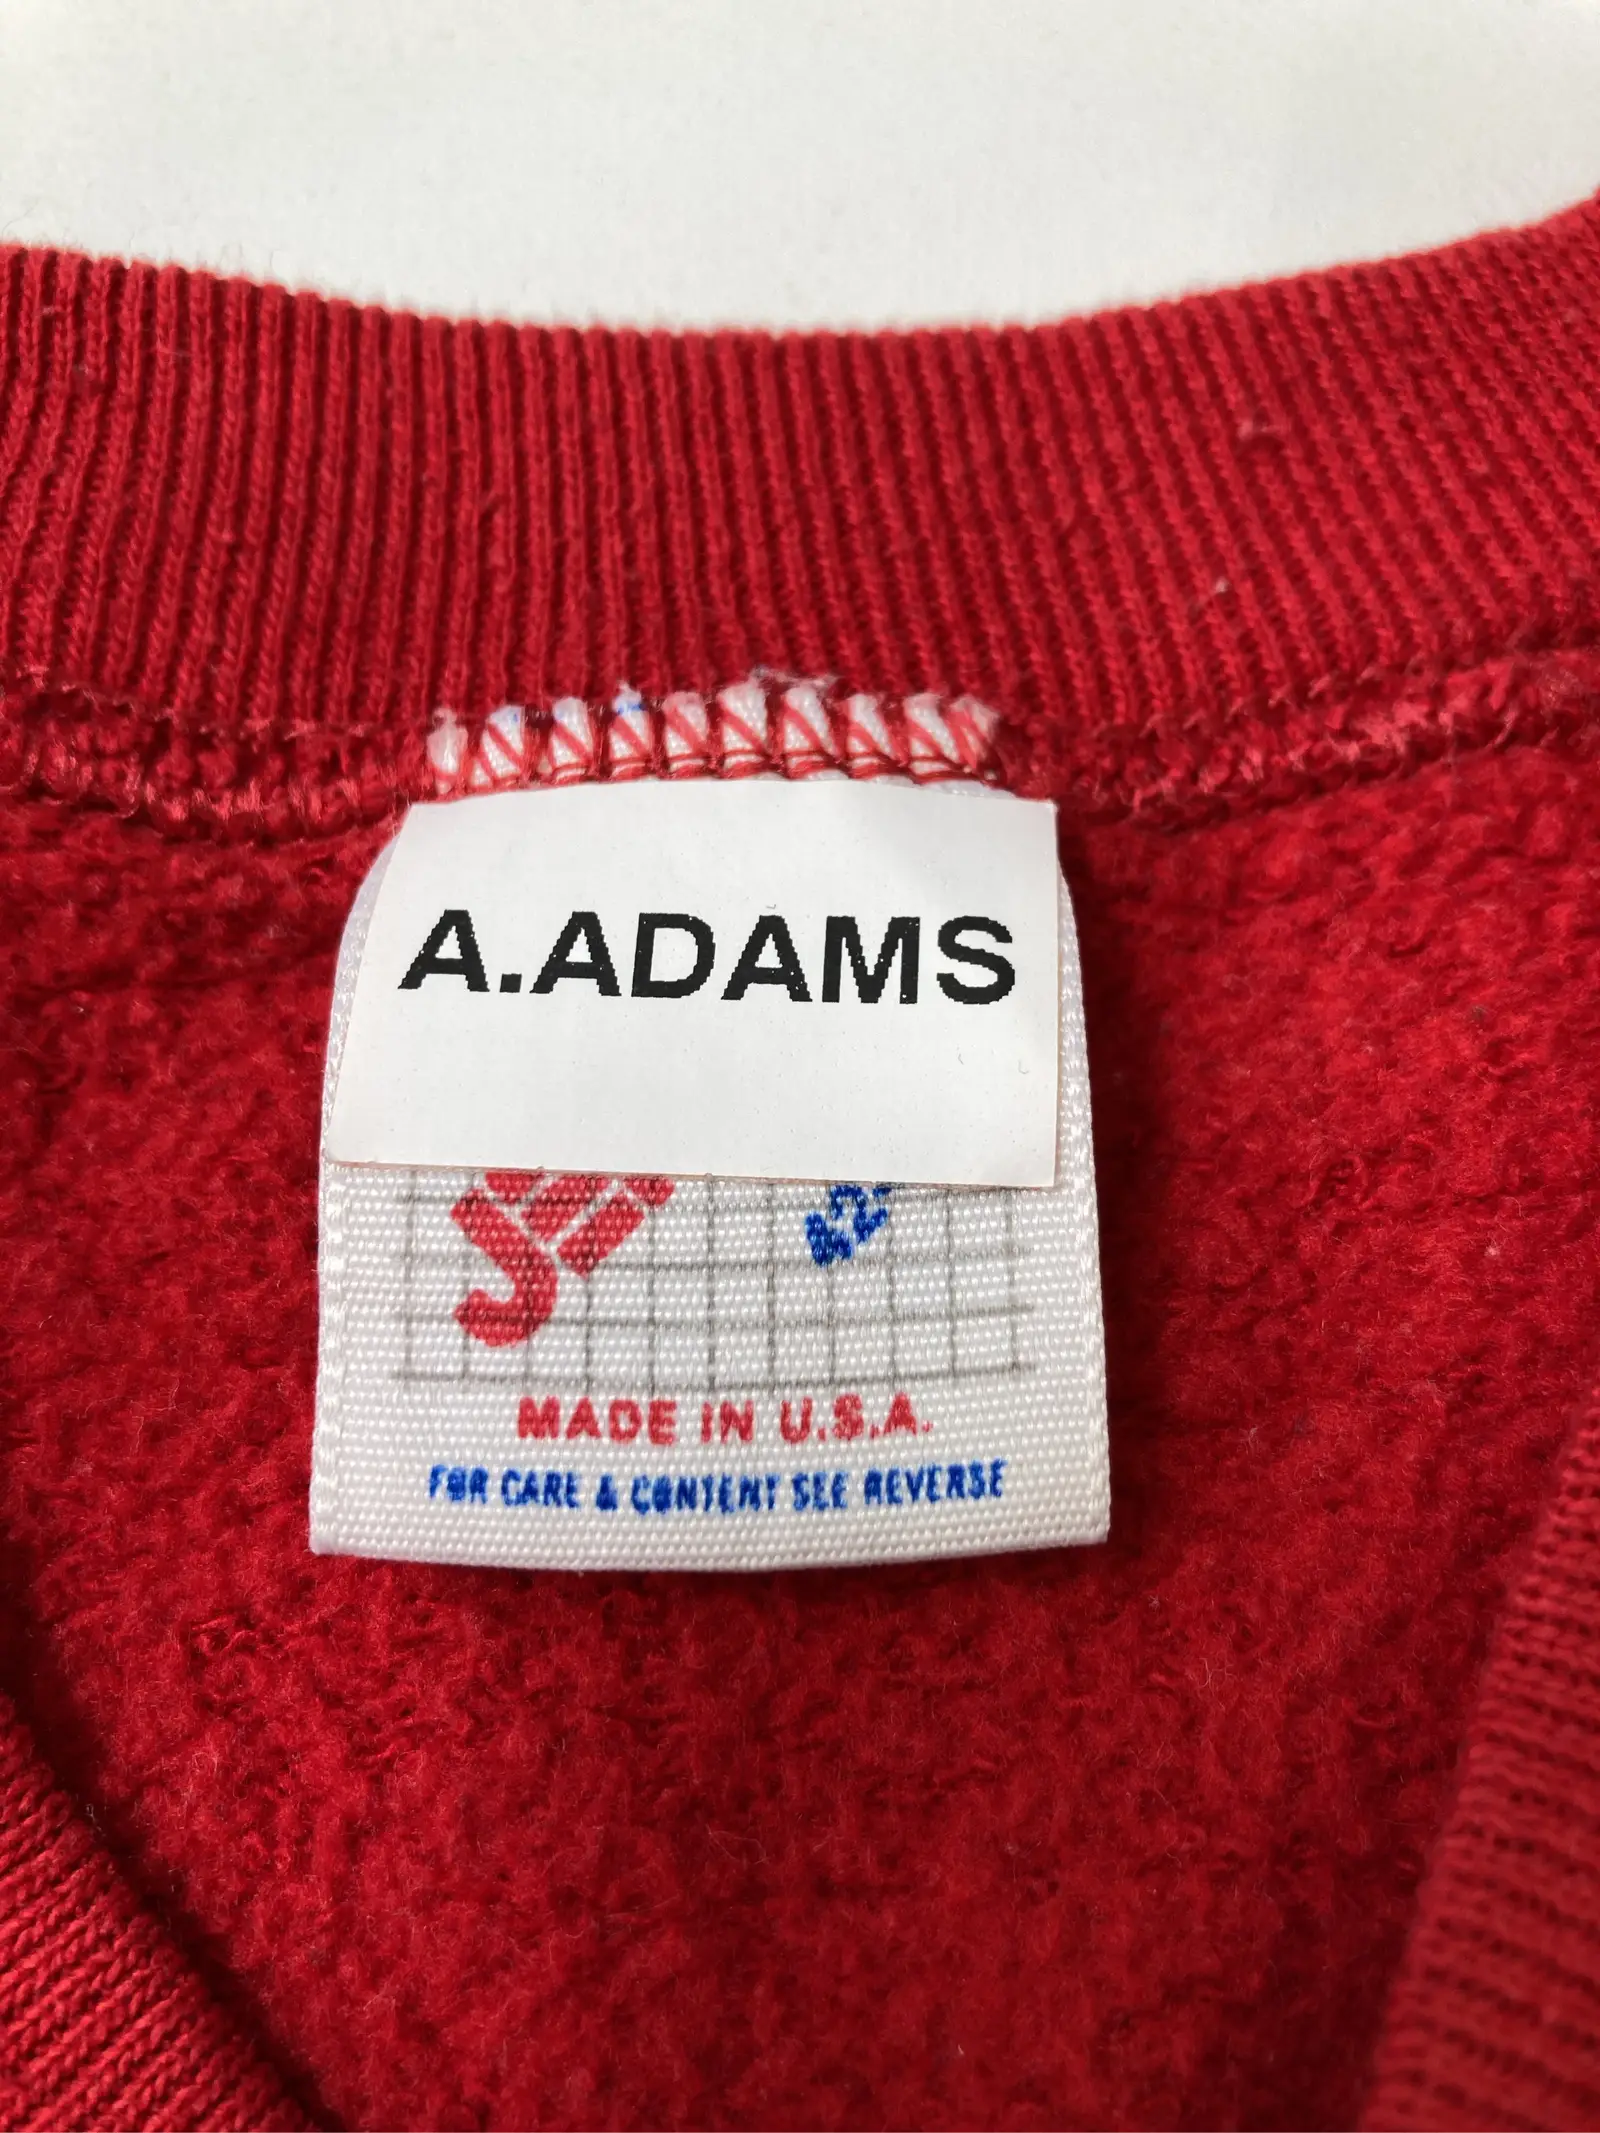 A.ADAMS
MADE IN U.S.A.
FOR CARE & CONTENT SEE REVERSE